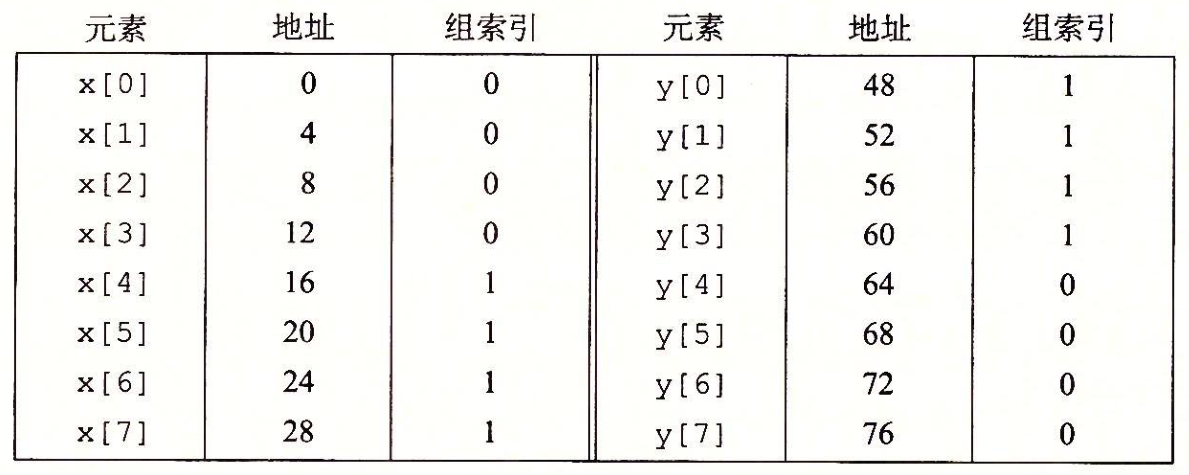 元素 地址 组索引 元素 地址 组索引
x[0] 0 0 y[0] 48 1
x[1] 4 0 y[1] 52 1
x[2] 8 0 y[2] 56 1
x[3] 12 0 y[3] 60 1
x[4] 16 1 y[4] 64 0
x[5] 20 1 y[5] 68 0
x[6] 24 1 y[6] 72 0
x[7] 28 1 y[7] 76 0